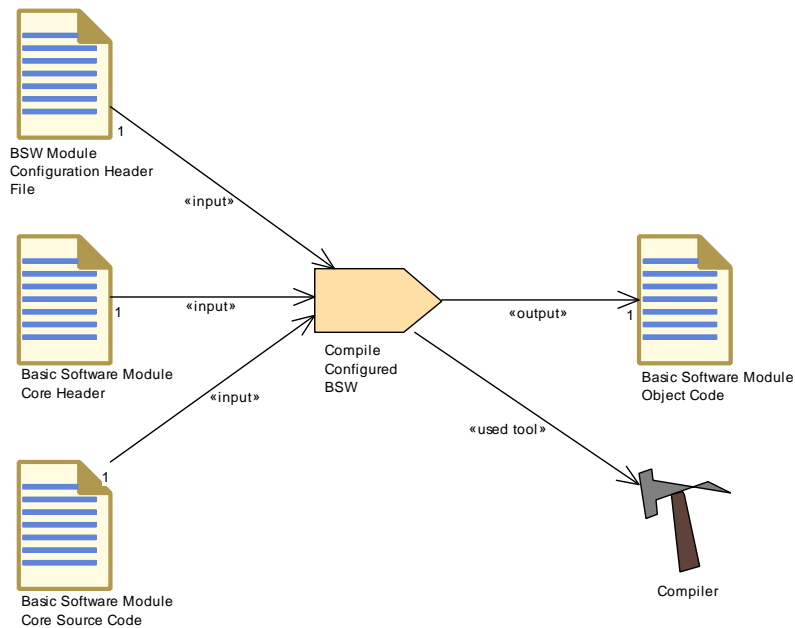 1
BSW Module
Configuration Header
File
«input»
1
«input»
Basic Software Module
Core Header
Compile
Configured
BSW
«output»
1
Basic Software Module
Object Code
«input»
«used tool»
1
Basic Software Module
Core Source Code
Compiler